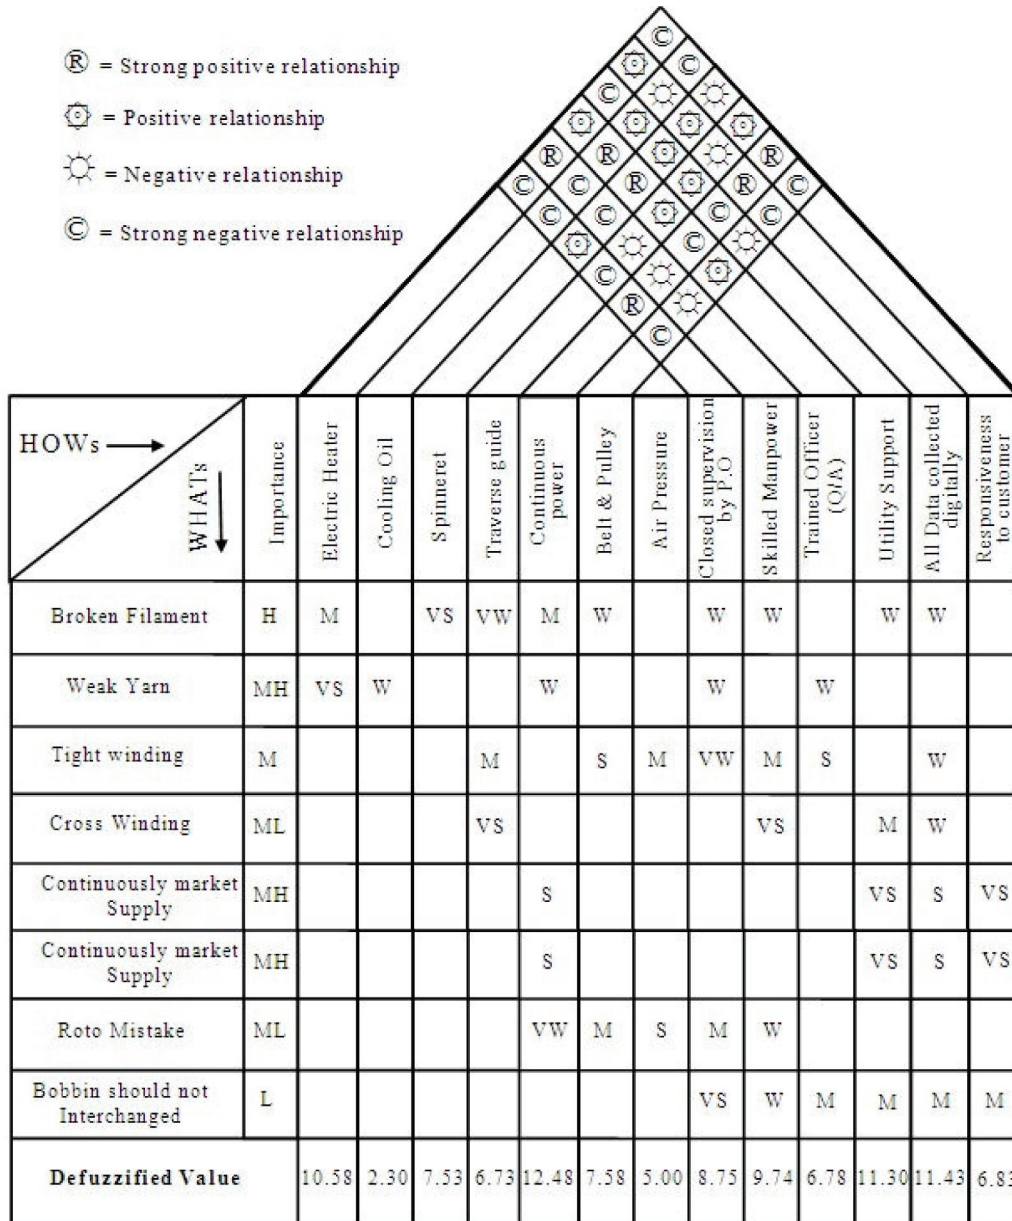 Ⓡ = Strong positive relationship
= Positive relationship
= Negative relationship
© = Strong negative relationship
©
©
Ⓡ Ⓡ Ⓡ
© © Ⓡ Ⓡ ©
© © © ©
©
©
Ⓡ
©
HOWs
WHATs
Importance
Electric Heater
Cooling Oil
Spinneret
Traverse guide
Continuous
power
Belt & Pulley
Air Pressure
Closed supervision
by P.O
Skilled Manpower
Trained Officer
(Q/A)
Utility Support
All Data collected
digitally
Responsiveness
to customer
Broken Filament H M VS VW M W W W W W
Weak Yarn MH VS W W W W
Tight winding M M S M VW M S W
Cross Winding ML VS VS M W
Continuously market
Supply MH S VS S VS
Continuously market
Supply MH S VS S VS
Roto Mistake ML VW M S M W
Bobbin should not
Interchanged L VS W M M M M
Defuzzified Value 10.58 2.30 7.53 6.73 12.48 7.58 5.00 8.75 9.74 6.78 11.30 11.43 6.83